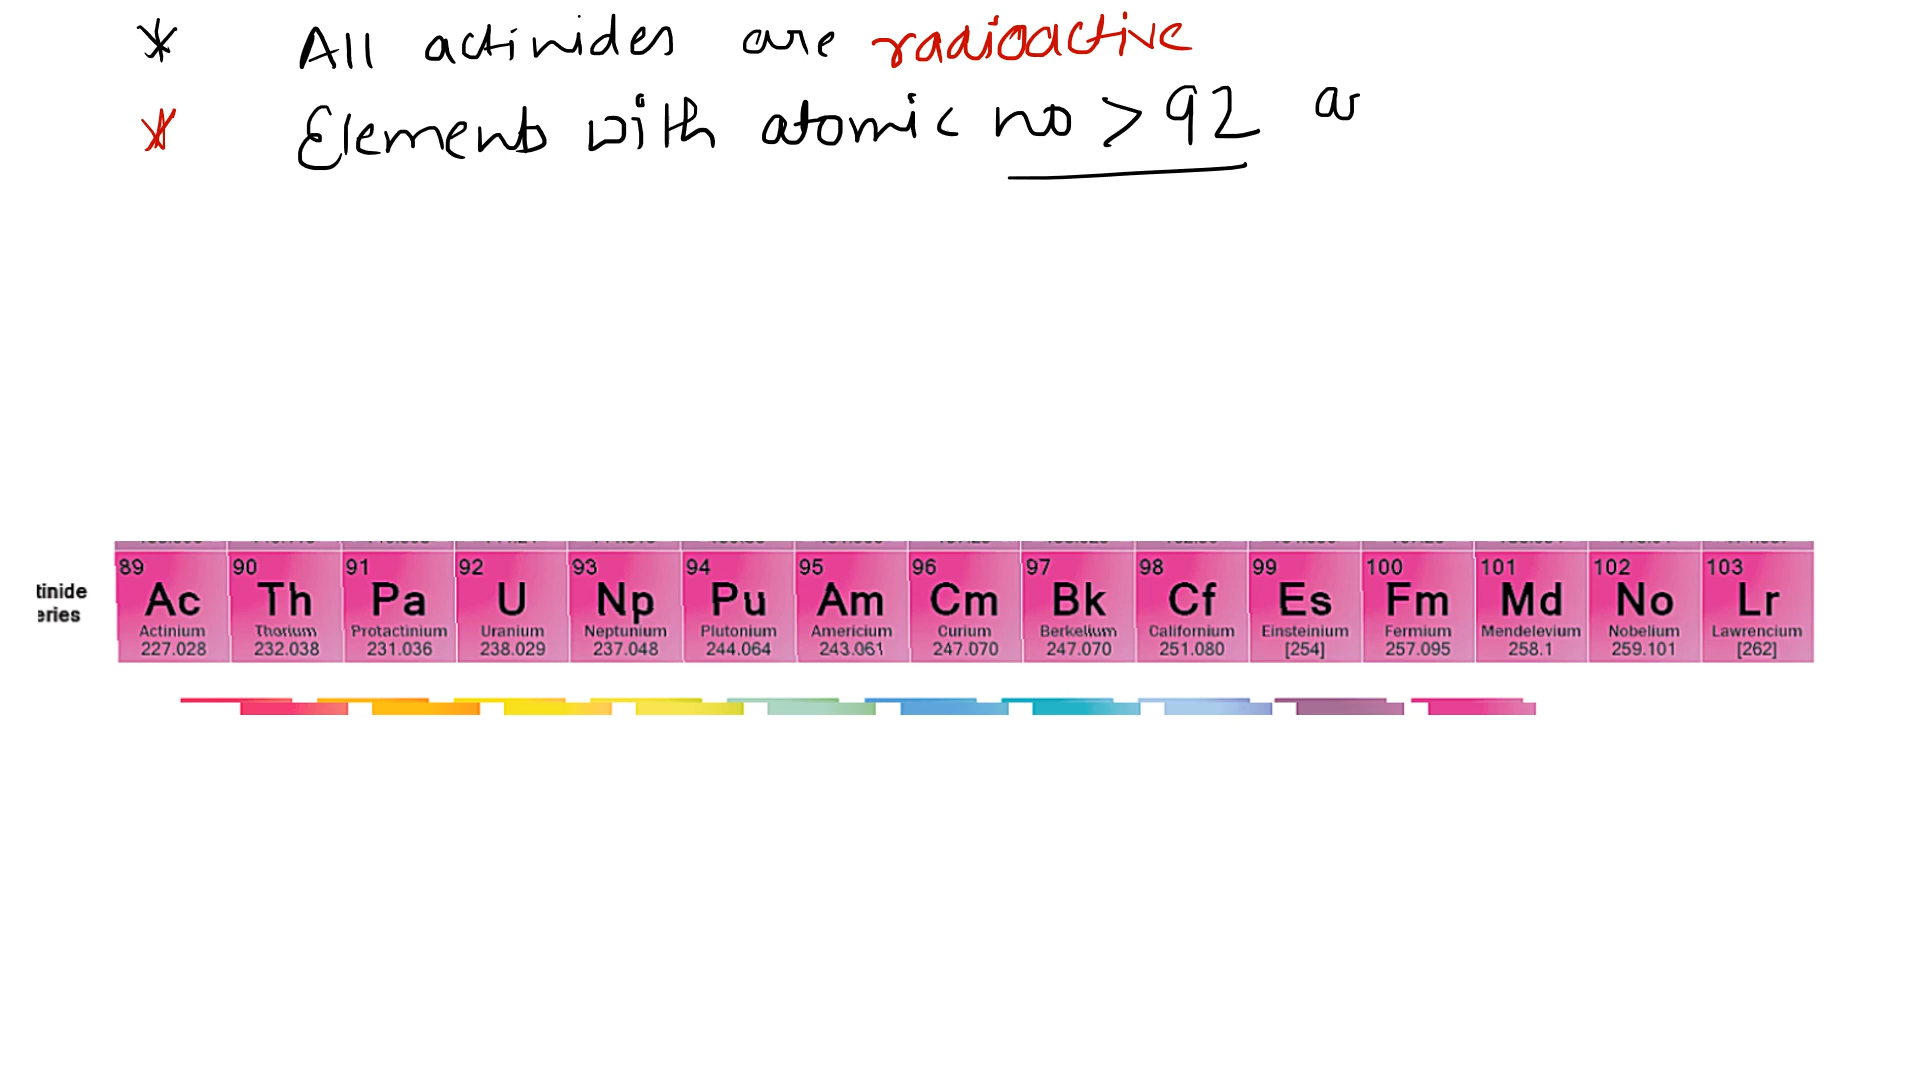 * All actinides are radioactive
* Elements with atomic no > 92 ar
89 90 91 92 93 94 95 96 97 98 99 100 101 102 103
tinide Ac Th Pa U Np Pu Am Cm Bk Cf Es Fm Md No Lr
eries Actinium Thorium Protactinium Uranium Neptunium Plutonium Americium Curium Berkelium Californium Einsteinium Fermium Mendelevium Nobelium Lawrencium
227.028 232.038 231.036 238.029 237.048 244.064 243.061 247.070 247.070 251.080 [254] 257.095 258.1 259.101 [262]